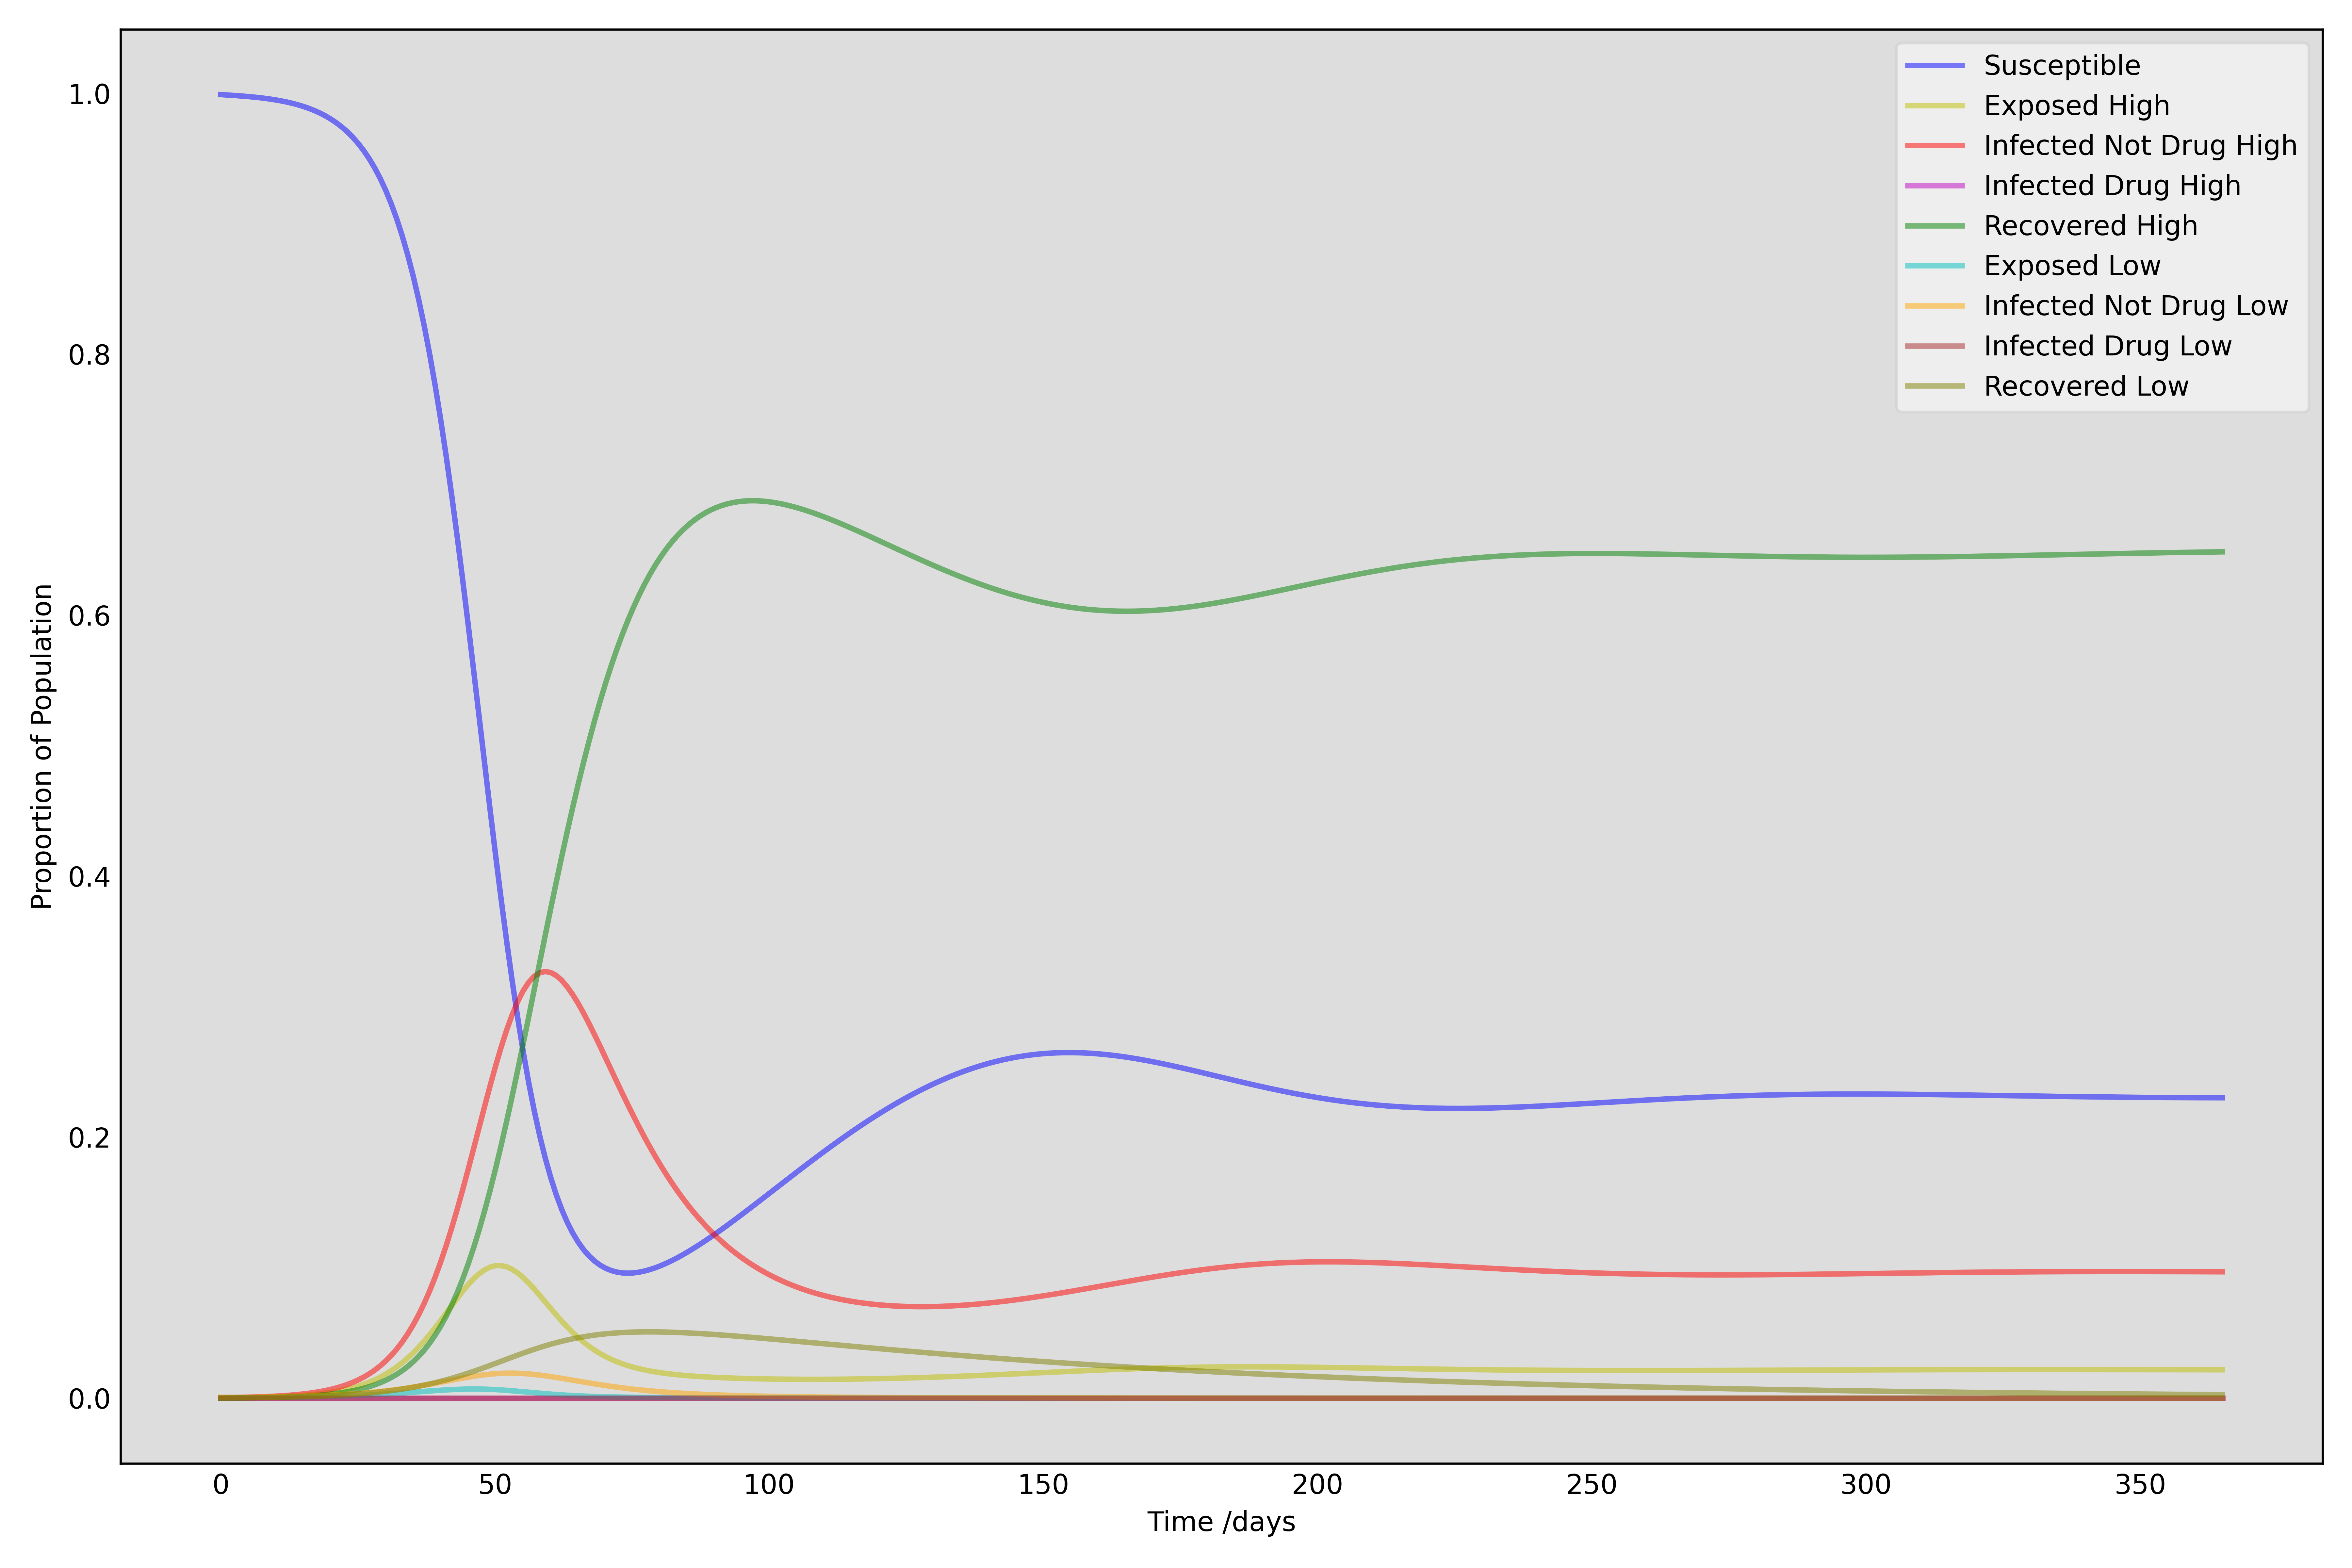 Susceptible
Exposed High
Infected Not Drug High
Infected Drug High
Recovered High
Exposed Low
Infected Not Drug Low
Infected Drug Low
Recovered Low
1.0
0.8
0.6
0.4
0.2
0.0
Proportion of Population
0 50 100 150 200 250 300 350
Time /days